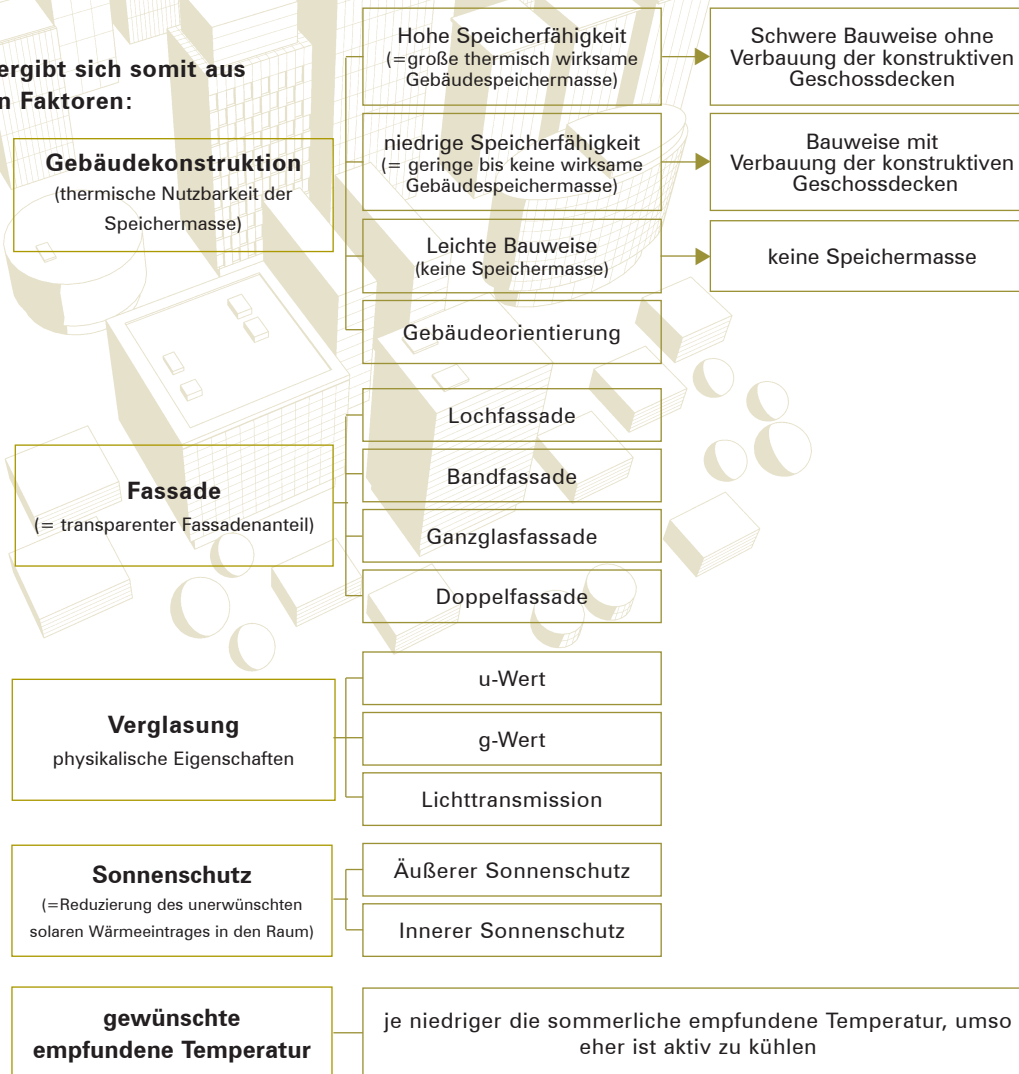 ergibt sich somit aus
n Faktoren:
Gebäudekonstruktion
(thermische Nutzbarkeit der
Speichermasse)
Hohe Speicherfähigkeit
(=große thermisch wirksame
Gebäudespeichermasse)
Schwere Bauweise ohne
Verbauung der konstruktiven
Geschossdecken
niedrige Speicherfähigkeit
(= geringe bis keine wirksame
Gebäudespeichermasse)
Bauweise mit
Verbauung der konstruktiven
Geschossdecken
Leichte Bauweise
(keine Speichermasse)
keine Speichermasse
Gebäudeorientierung
Fassade
(= transparenter Fassadenanteil)
Lochfassade
Bandfassade
Ganzglasfassade
Doppelfassade
Verglasung
physikalische Eigenschaften
u-Wert
g-Wert
Lichttransmission
Sonnenschutz
(=Reduzierung des unerwünschten
solaren Wärmeeintrages in den Raum)
Äußerer Sonnenschutz
Innerer Sonnenschutz
gewünschte
empfundene Temperatur
je niedriger die sommerliche empfundene Temperatur, umso
eher ist aktiv zu kühlen